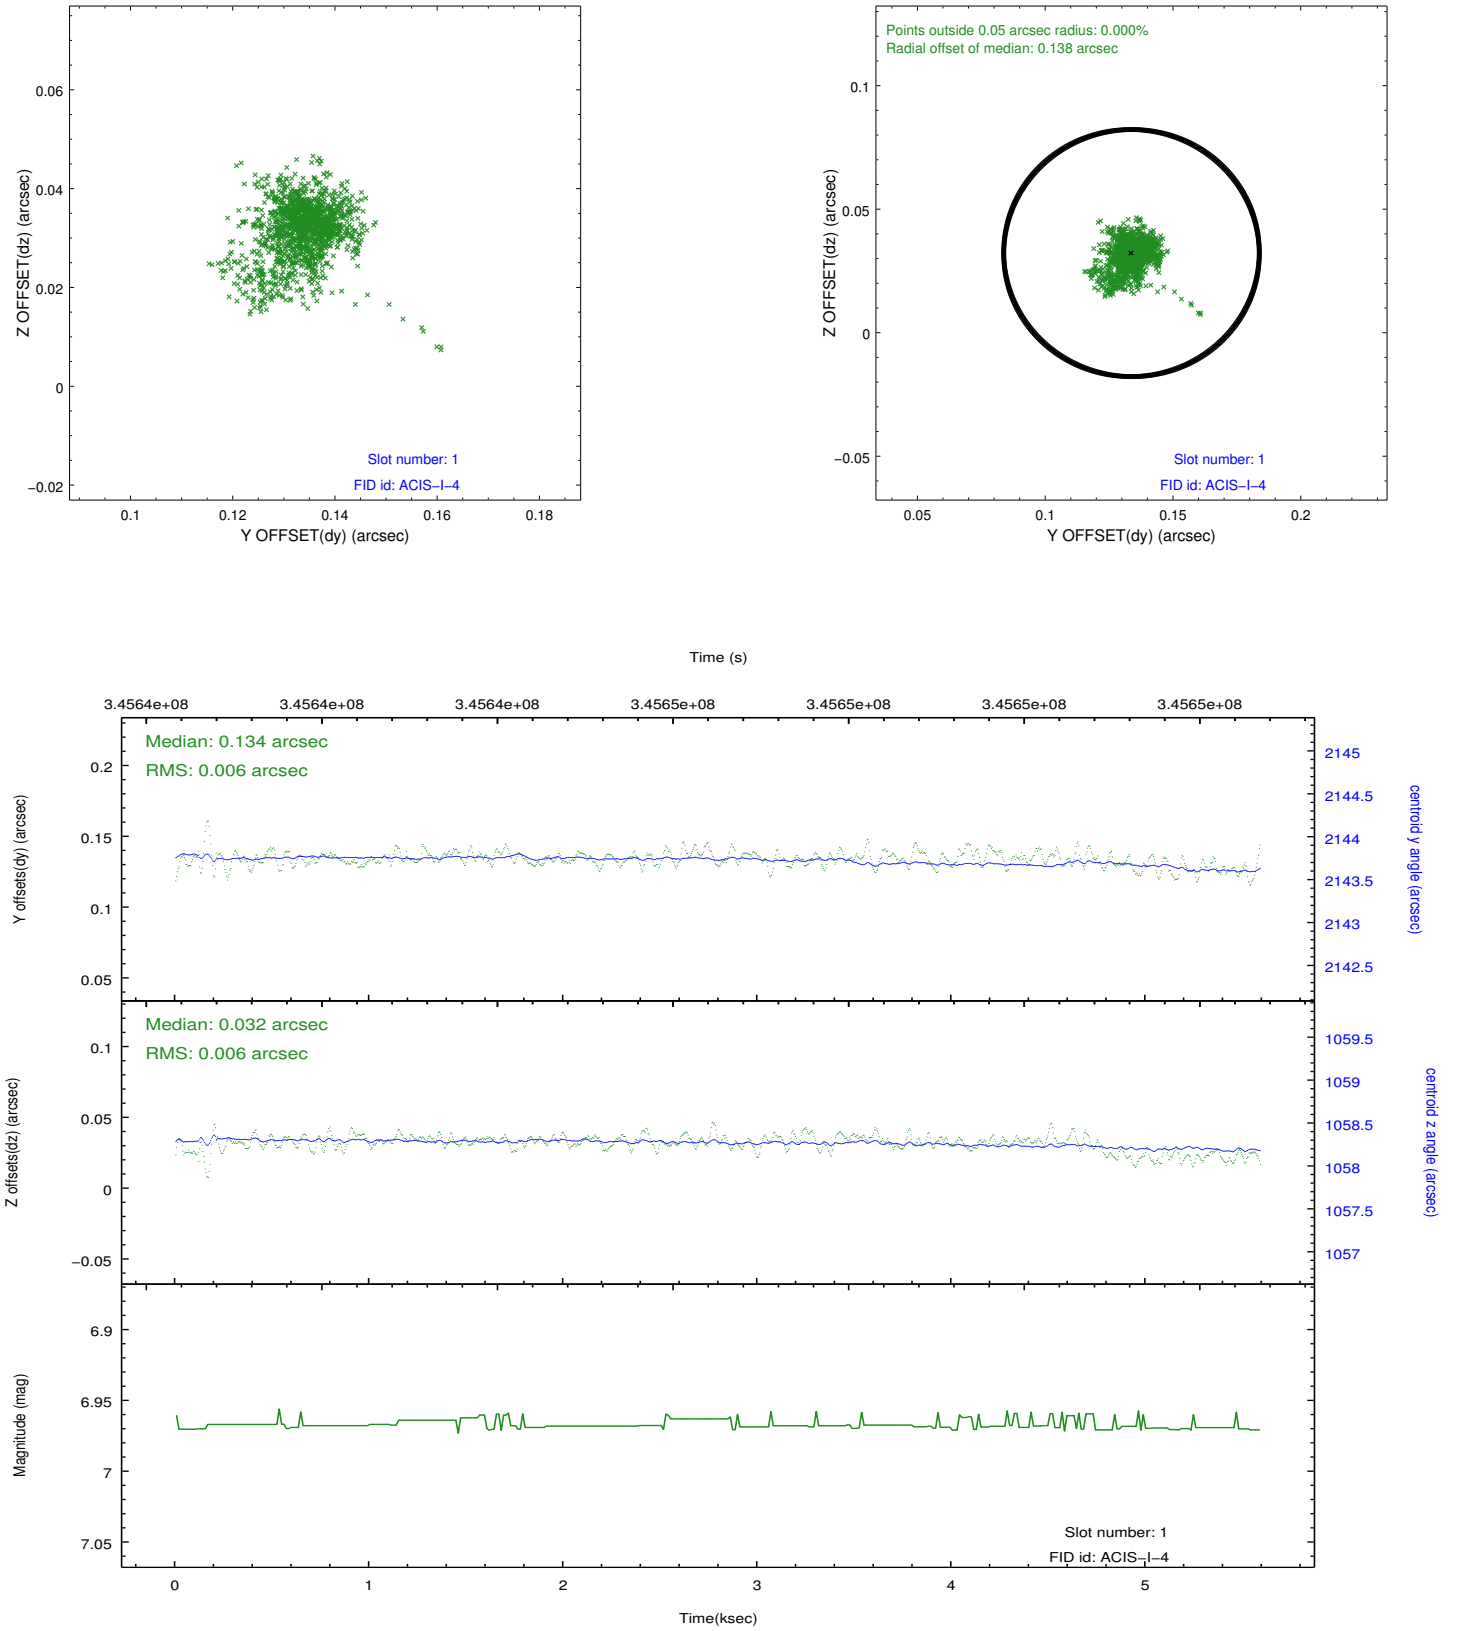 0.06
0.04
0.02
0
−0.02
0.1
0.12
0.14
0.16
0.18
Z OFFSET(dz) (arcsec)
Y OFFSET(dy) (arcsec)
Slot number: 1
FID id: ACIS−I−4
Points outside 0.05 arcsec radius: 0.000%
Radial offset of median: 0.138 arcsec
0.1
0.05
0
−0.05
0.05
0.1
0.15
0.2
Z OFFSET(dz) (arcsec)
Y OFFSET(dy) (arcsec)
Slot number: 1
FID id: ACIS−I−4
Time (s)
3.4564e+08
3.4564e+08
3.4564e+08
3.4565e+08
3.4565e+08
3.4565e+08
3.4565e+08
Median: 0.134 arcsec
RMS: 0.006 arcsec
0.2
0.15
0.1
0.05
Y offsets(dy) (arcsec)
2145
2144.5
2144
2143.5
2143
2142.5
centroid y angle (arcsec)
Median: 0.032 arcsec
RMS: 0.006 arcsec
0.1
0.05
0
−0.05
Z offsets(dz) (arcsec)
1059.5
1059
1058.5
1058
1057.5
1057
centroid z angle (arcsec)
6.9
6.95
7
7.05
Magnitude (mag)
Slot number: 1
FID id: ACIS−I−4
0
1
2
3
4
5
Time(ksec)